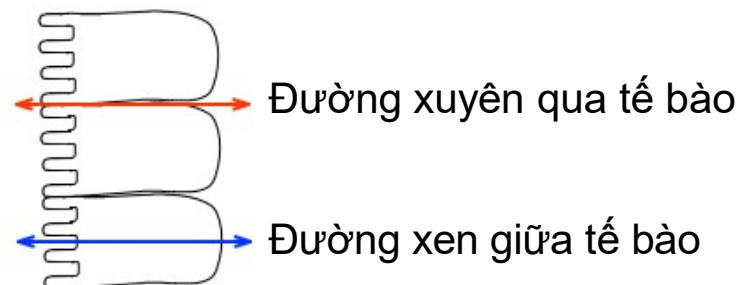 Đường xuyên qua tế bào
Đường xen giữa tế bào